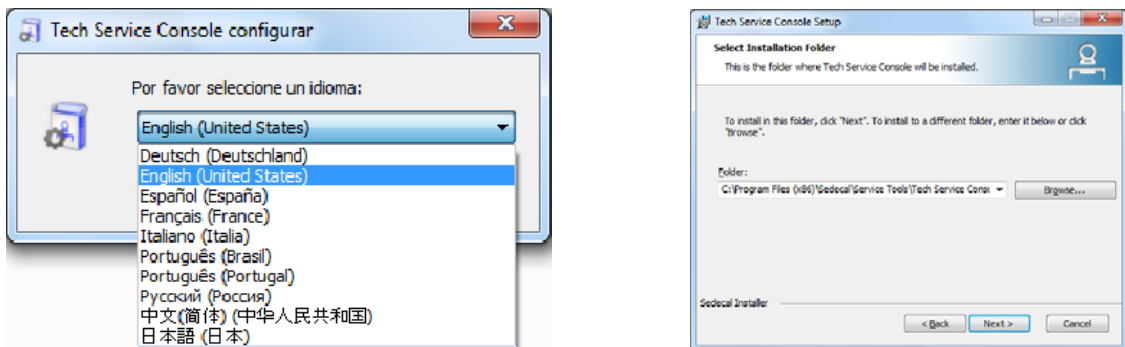 Tech Service Console configurar
Por favor seleccione un idioma:
English (United States)
Deutsch (Deutschland)
English (United States)
Español (España)
Français (France)
Italiano (Italia)
Português (Brasil)
Português (Portugal)
Русский (Россия)
中文(简体) (中华人民共和国)
日本語 (日本)
Tech Service Console Setup
Select Installation Folder
This is the folder where Tech Service Console will be installed.
To install in this folder, click "Next". To install to a different folder, enter it below or click
"Browse".
Folder:
C:\Program Files (x86)\Sedecal\Service Tools\Tech Service Consc
Browse...
Sedecal Installer
< Back
Next >
Cancel